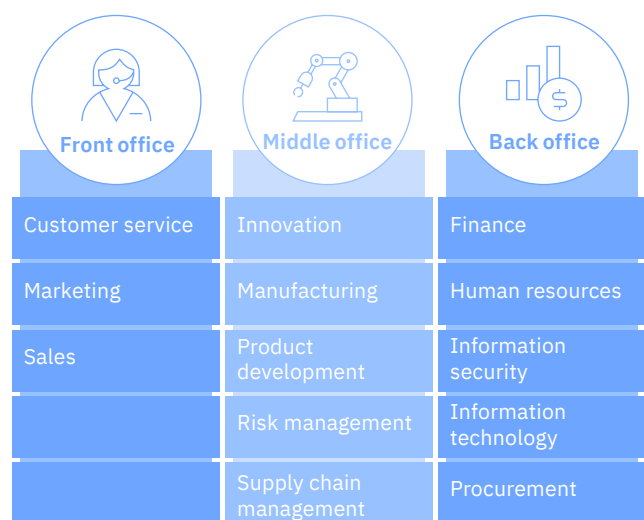 Front office
Middle office
Back office
Customer service
Innovation
Finance
Marketing
Manufacturing
Human resources
Sales
Product
development
Information
security
Risk management
Information
technology
Supply chain
management
Procurement
$